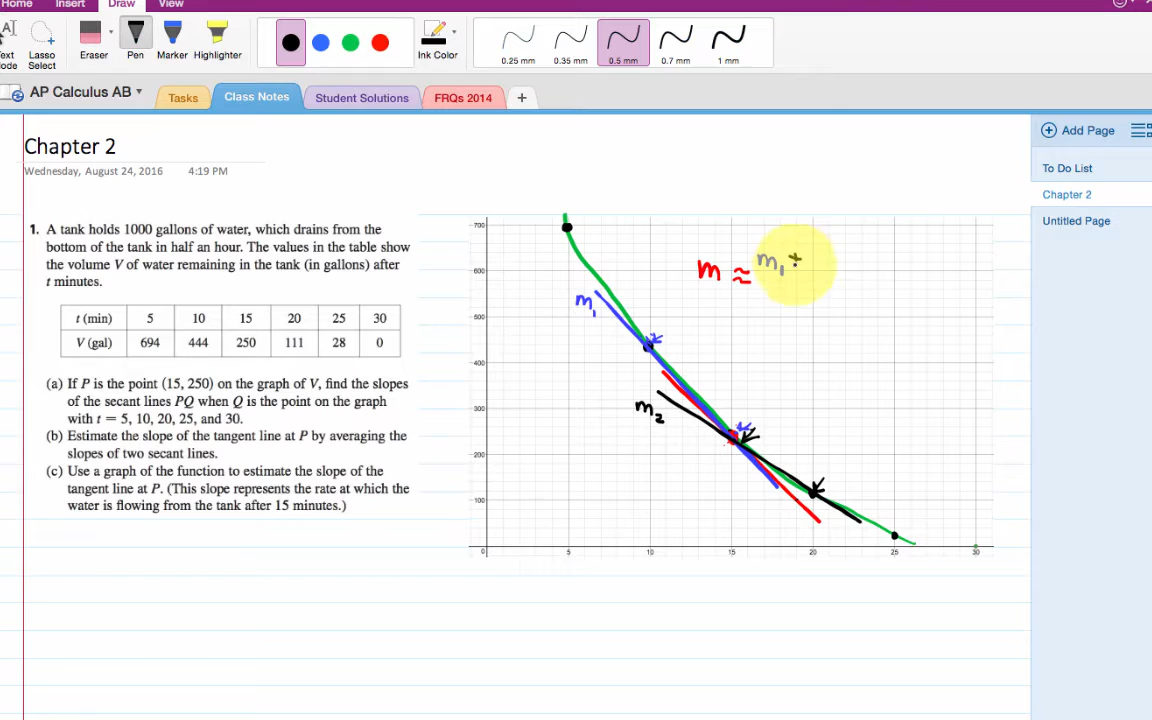 Home Insert Draw View
Text Mode
Lasso Select
Eraser
Pen
Marker
Highlighter
Ink Color
0.25 mm
0.35 mm
0.5 mm
0.7 mm
1 mm
AP Calculus AB
Tasks
Class Notes
Student Solutions
FRQs 2014
+
Add Page
To Do List
Chapter 2
Untitled Page
Chapter 2
Wednesday, August 24, 2016 4:19 PM
1. A tank holds 1000 gallons of water, which drains from the
bottom of the tank in half an hour. The values in the table show
the volume V of water remaining in the tank (in gallons) after
t minutes.
t (min) 5 10 15 20 25 30
V (gal) 694 444 250 111 28 0
(a) If P is the point (15, 250) on the graph of V, find the slopes
of the secant lines PQ when Q is the point on the graph
with t = 5, 10, 20, 25, and 30.
(b) Estimate the slope of the tangent line at P by averaging the
slopes of two secant lines.
(c) Use a graph of the function to estimate the slope of the
tangent line at P. (This slope represents the rate at which the
water is flowing from the tank after 15 minutes.)
700
600
500
400
300
200
100
0 5 10 15 20 25 30
m ≈ m₁ +
m₁
m₂